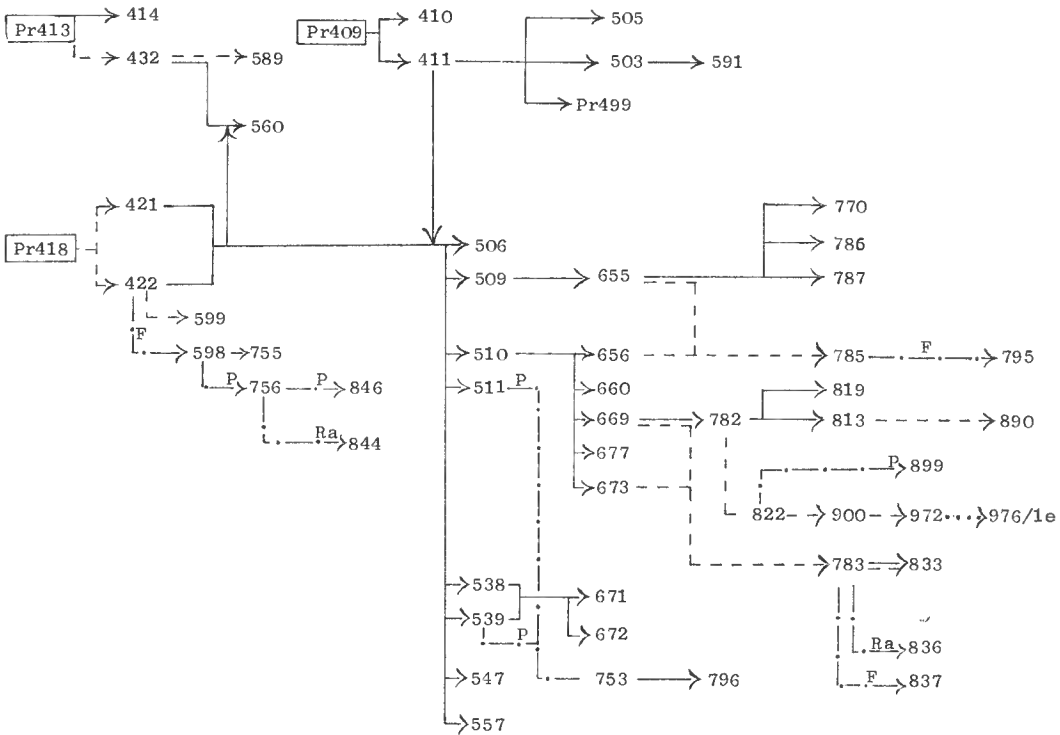 Pr413 414 Pr409 410 505
432 589 411 503 591
Pr499
560
421 770
Pr418 506 786
422 509 655 787
599
F
598 755 510 656 785 F 795
P 756 P 846 511 P 660 819
669 782 813 890
Ra 844
677
P 899
673
822 900 972 976/1e
783 833
538 671
539 P 672
Ra 836
547 753 796 F 837
557